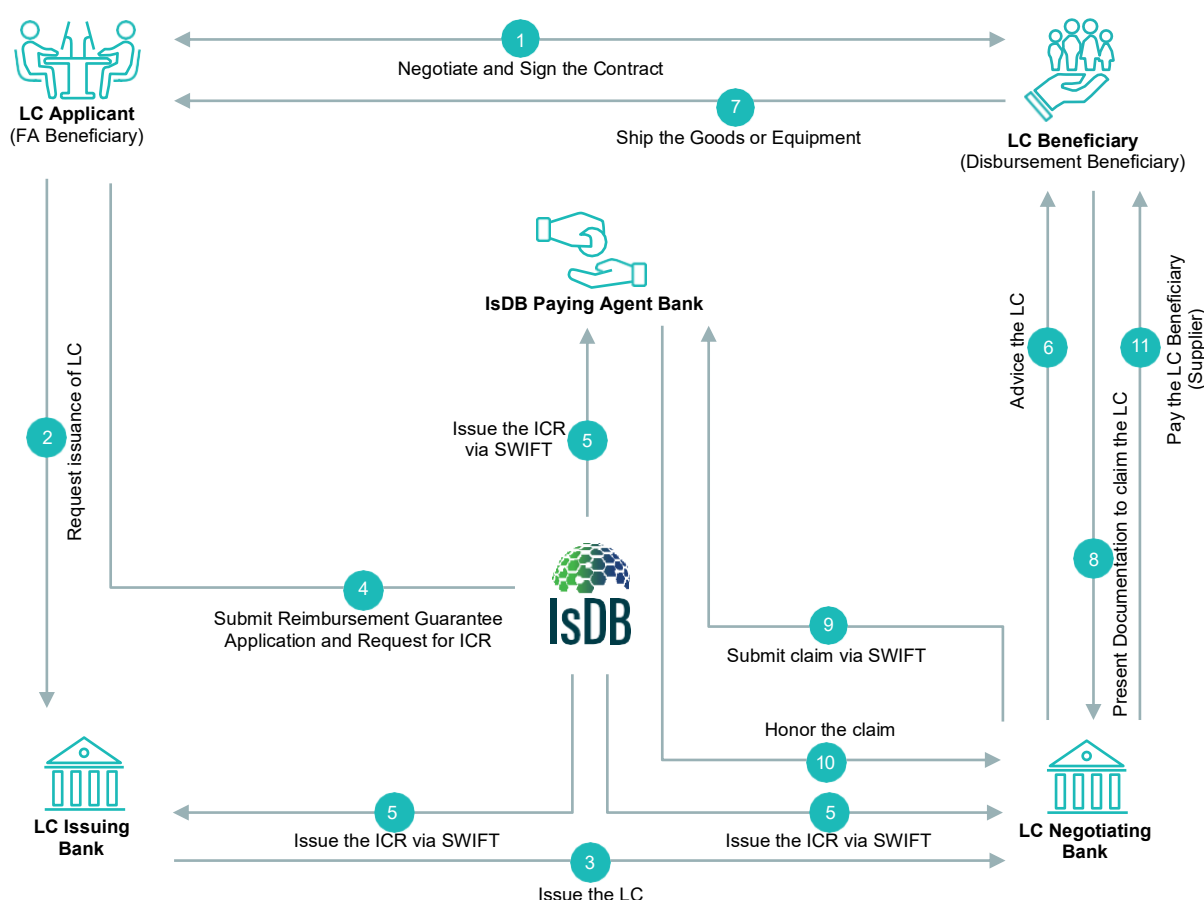 1
Negotiate and Sign the Contract
LC Applicant
(FA Beneficiary)
7
Ship the Goods or Equipment
LC Beneficiary
(Disbursement Beneficiary)
IsDB Paying Agent Bank
2
Request issuance of LC
Issue the ICR
via SWIFT
5
6
Advice the LC
8
Present Documentation to claim the LC
11
Pay the LC Beneficiary
(Supplier)
4
Submit Reimbursement Guarantee
Application and Request for ICR
IsDB
9
Submit claim via SWIFT
Honor the claim
10
LC Issuing
Bank
5
Issue the ICR via SWIFT
5
Issue the ICR via SWIFT
LC Negotiating
Bank
3
Issue the LC